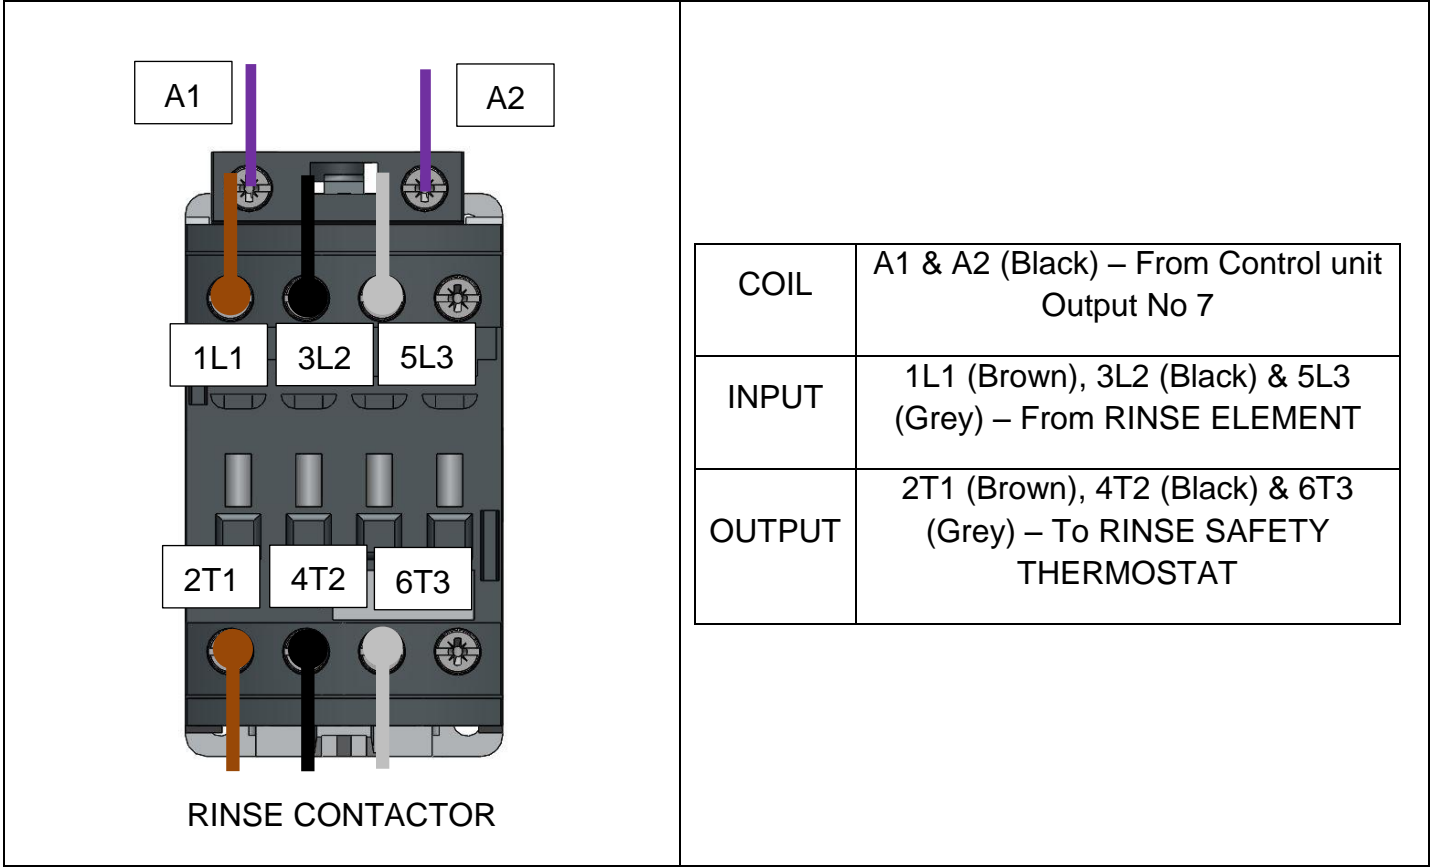 A1
A2
1L1
3L2
5L3
2T1
4T2
6T3
RINSE CONTACTOR
COIL
A1 & A2 (Black) – From Control unit
Output No 7
INPUT
1L1 (Brown), 3L2 (Black) & 5L3
(Grey) – From RINSE ELEMENT
OUTPUT
2T1 (Brown), 4T2 (Black) & 6T3
(Grey) – To RINSE SAFETY
THERMOSTAT